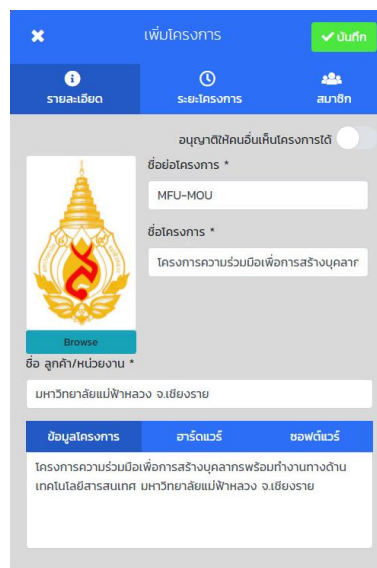 เพิ่มโครงการ
บันทึก
รายละเอียด
ระยะโครงการ
สมาชิก
อนุญาติให้คนอื่นเห็นโครงการได้
ชื่อย่อโครงการ *
MFU-MOU
ชื่อโครงการ *
โครงการความร่วมมือเพื่อการสร้างบุคลาก
Browse
ชื่อ ลูกค้า/หน่วยงาน *
มหาวิทยาลัยแม่ฟ้าหลวง จ.เชียงราย
ข้อมูลโครงการ
ฮาร์ดแวร์
ซอฟต์แวร์
โครงการความร่วมมือเพื่อการสร้างบุคลากรพร้อมทำงานทางด้าน
เทคโนโลยีสารสนเทศ มหาวิทยาลัยแม่ฟ้าหลวง จ.เชียงราย